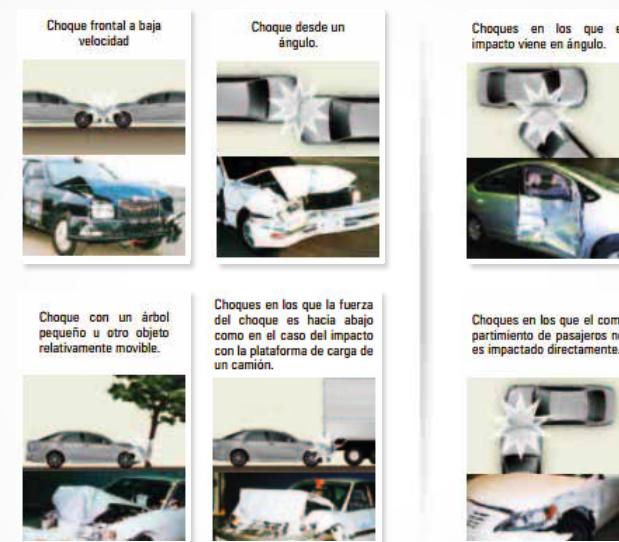 Choque frontal a baja
velocidad
Choque desde un
ángulo.
Choques en los que
impacto viene en ángulo.
Choque con un árbol
pequeño u otro objeto
relativamente movible.
Choques en los que la fuerza
del choque es hacia abajo
como en el caso del impacto
con la plataforma de carga de
un camión.
Choques en los que el com
partimiento de pasajeros
es impactado directamente.